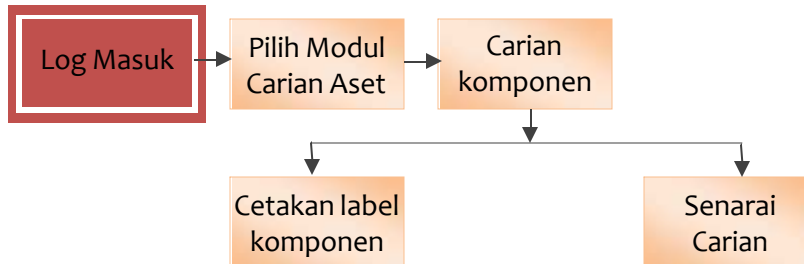 Log Masuk
Pilih Modul
Carian Aset
Carian
komponen
Cetakan label
komponen
Senarai
Carian